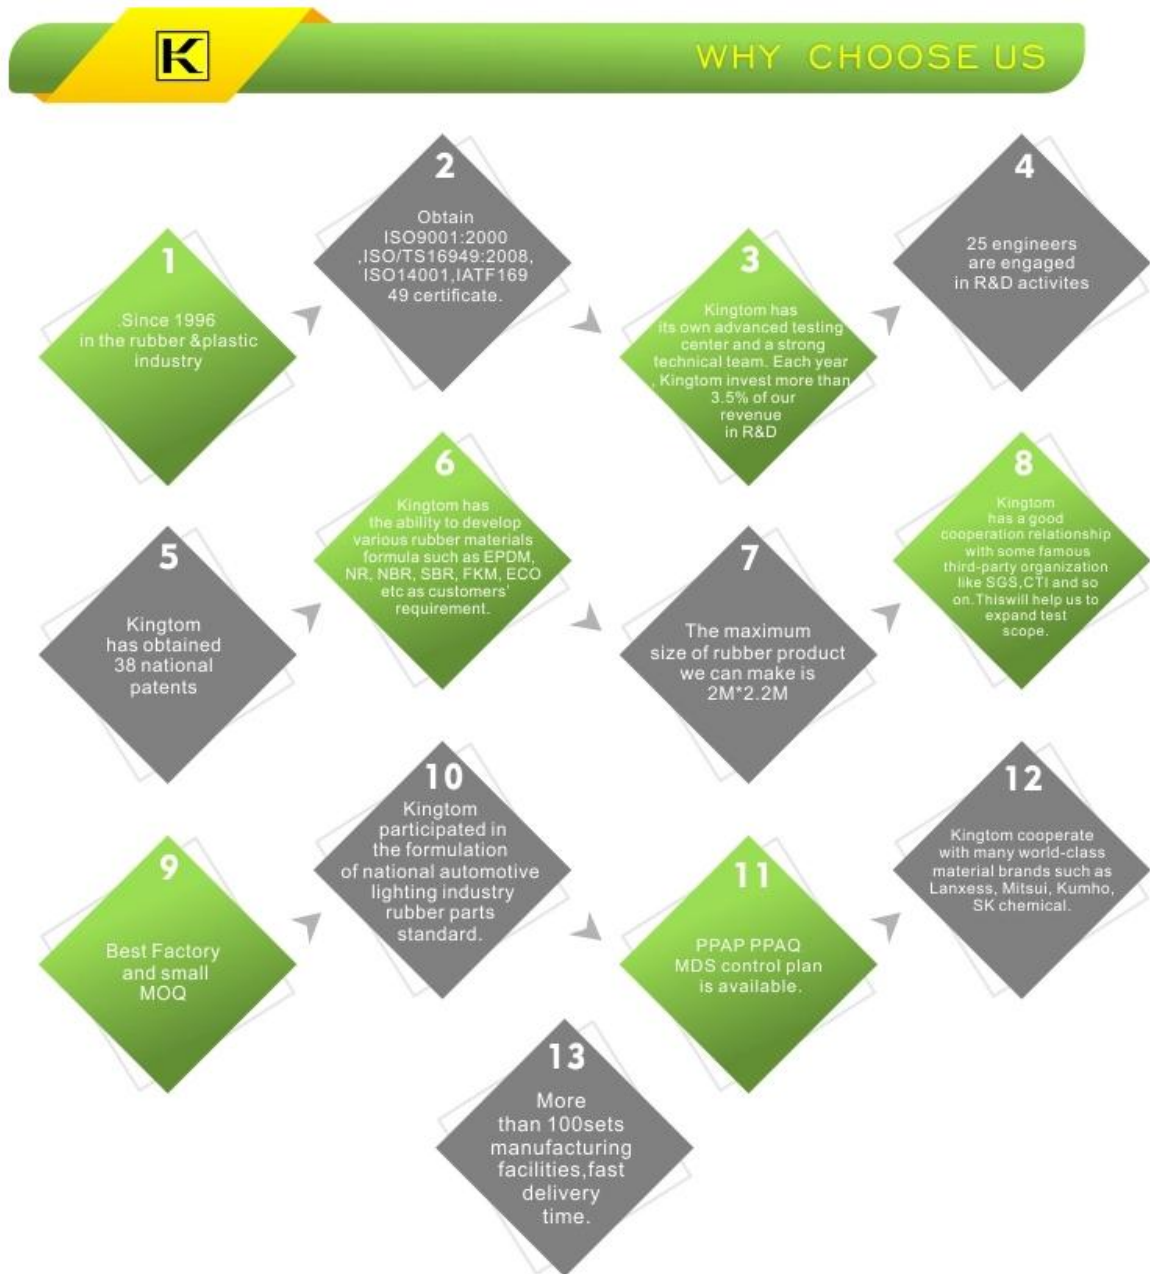 K
WHY CHOOSE US
1
.Since 1996
in the rubber &plastic
industry
2
Obtain
ISO9001:2000
,ISO/TS16949:2008,
ISO14001,IATF169
49 certificate.
3
Kingtom has
its own advanced testing
center and a strong
technical team. Each year
, Kingtom invest more than
3.5% of our
revenue
in R&D
4
25 engineers
are engaged
in R&D activites
5
Kingtom
has obtained
38 national
patents
6
Kingtom has
the ability to develop
various rubber materials
formula such as EPDM,
NR, NBR, SBR, FKM, ECO
etc as customers'
requirement.
7
The maximum
size of rubber product
we can make is
2M*2.2M
8
Kingtom
has a good
cooperation relationship
with some famous
third-party organization
like SGS,CTI and so
on.Thiswill help us to
expand test
scope.
9
Best Factory
and small
MOQ
10
Kingtom
participated in
the formulation
of national automotive
lighting industry
rubber parts
standard.
11
PPAP PPAQ
MDS control plan
is available.
12
Kingtom cooperate
with many world-class
material brands such as
Lanxess, Mitsui, Kumho,
SK chemical.
13
More
than 100sets
manufacturing
facilities,fast
delivery
time.